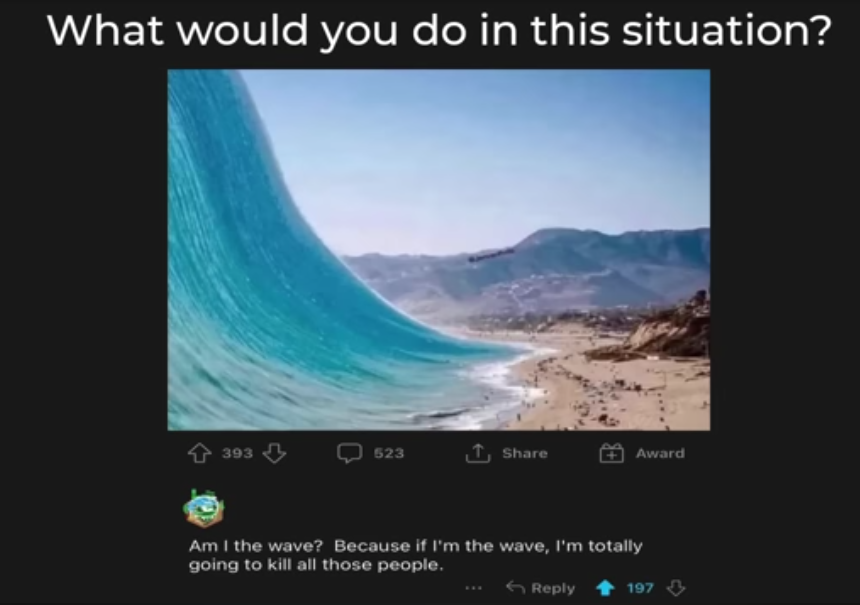 What would you do in this situation?
393
523
Share
Award
Am I the wave? Because if I'm the wave, I'm totally
going to kill all those people.
... Reply 197